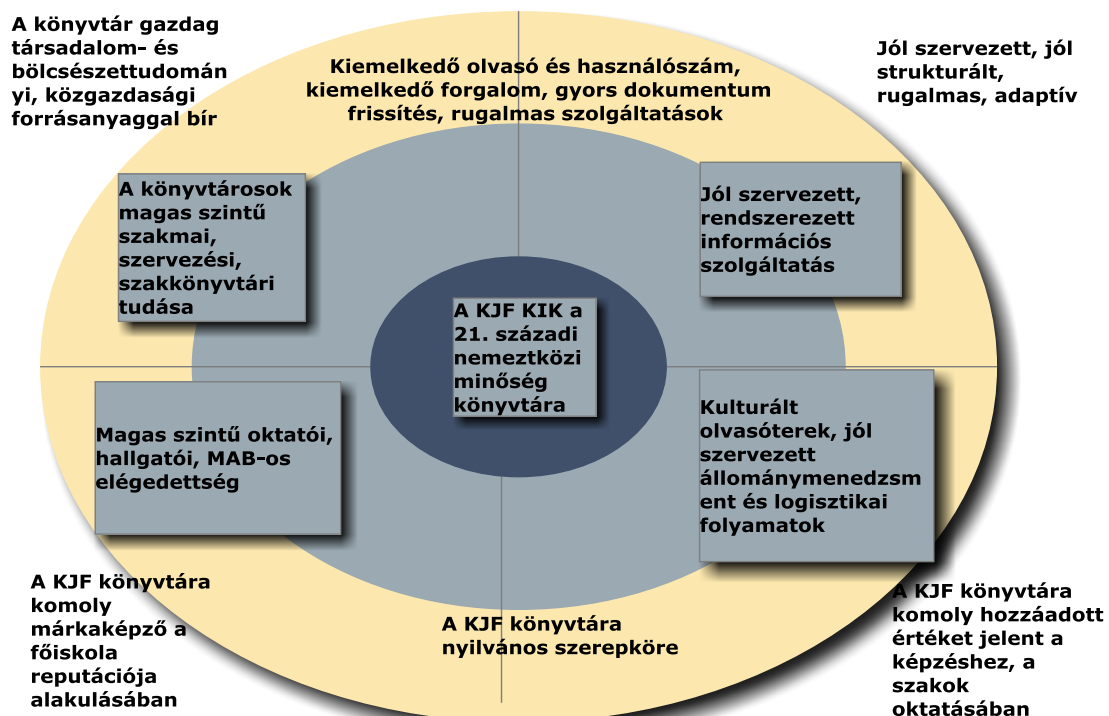 A könyvtár gazdag
társadalom- és
bölcsészettudomán
yi, közgazdasági
forrásanyaggal bír
Kiemelkedő olvasó és használószám,
kiemelkedő forgalom, gyors dokumentum
frissítés, rugalmas szolgáltatások
Jól szervezett, jól
strukturált,
rugalmas, adaptív
A könyvtárosok
magas szintű
szakmai,
szervezési,
szakkönyvtári
tudása
Jól szervezett,
rendszerezett
információs
szolgáltatás
A KJF KIK a
21. századi
nemeztközi
minőség
könyvtára
Magas szintű oktatói,
hallgatói, MAB-os
elégedettség
Kulturált
olvasóterek, jól
szervezett
állománymenedzsm
ent és logisztikai
folyamatok
A KJF könyvtára
komoly
márkaképző a
főiskola
reputációja
alakulásában
A KJF könyvtára
nyilvános szerepköre
A KJF könyvtára
komoly hozzáadott
értéket jelent a
képzéshez, a
szakok
oktatásában